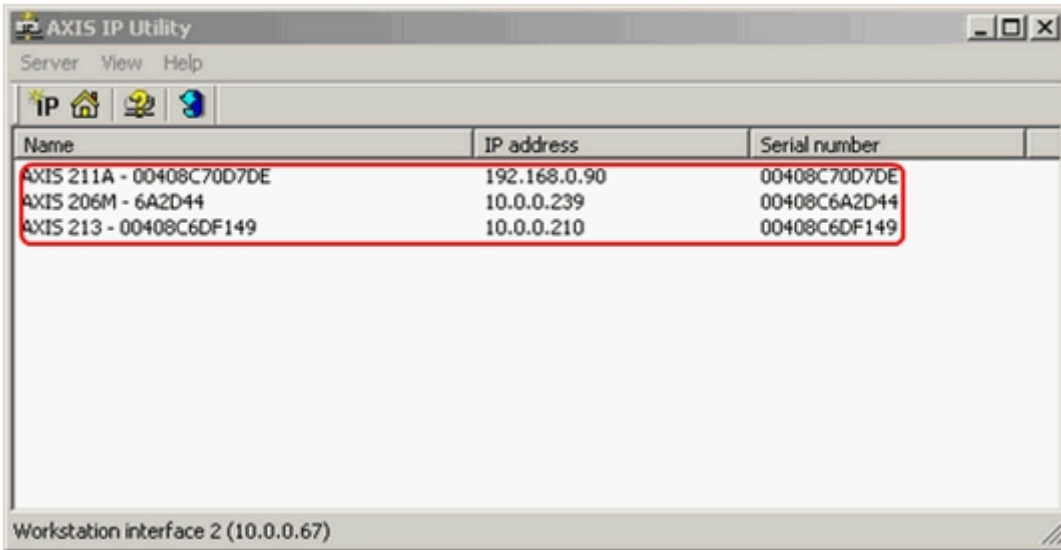 AXIS IP Utility
Server View Help
IP
Name IP address Serial number
AXIS 211A - 00408C70D7DE 192.168.0.90 00408C70D7DE
AXIS 206M - 6A2D44 10.0.0.239 00408C6A2D44
AXIS 213 - 00408C6DF149 10.0.0.210 00408C6DF149
Workstation interface 2 (10.0.0.67)